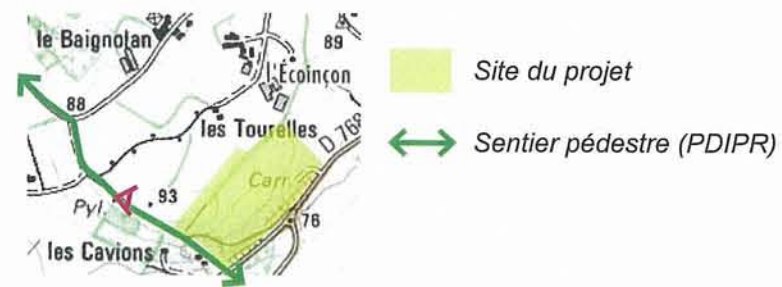 le Baignolan
89
l'Écoinçon
88
les Tourelles
D 768
Carr.
93
Pyl.
76
les Cavions
Site du projet
Sentier pédestre (PDIPR)